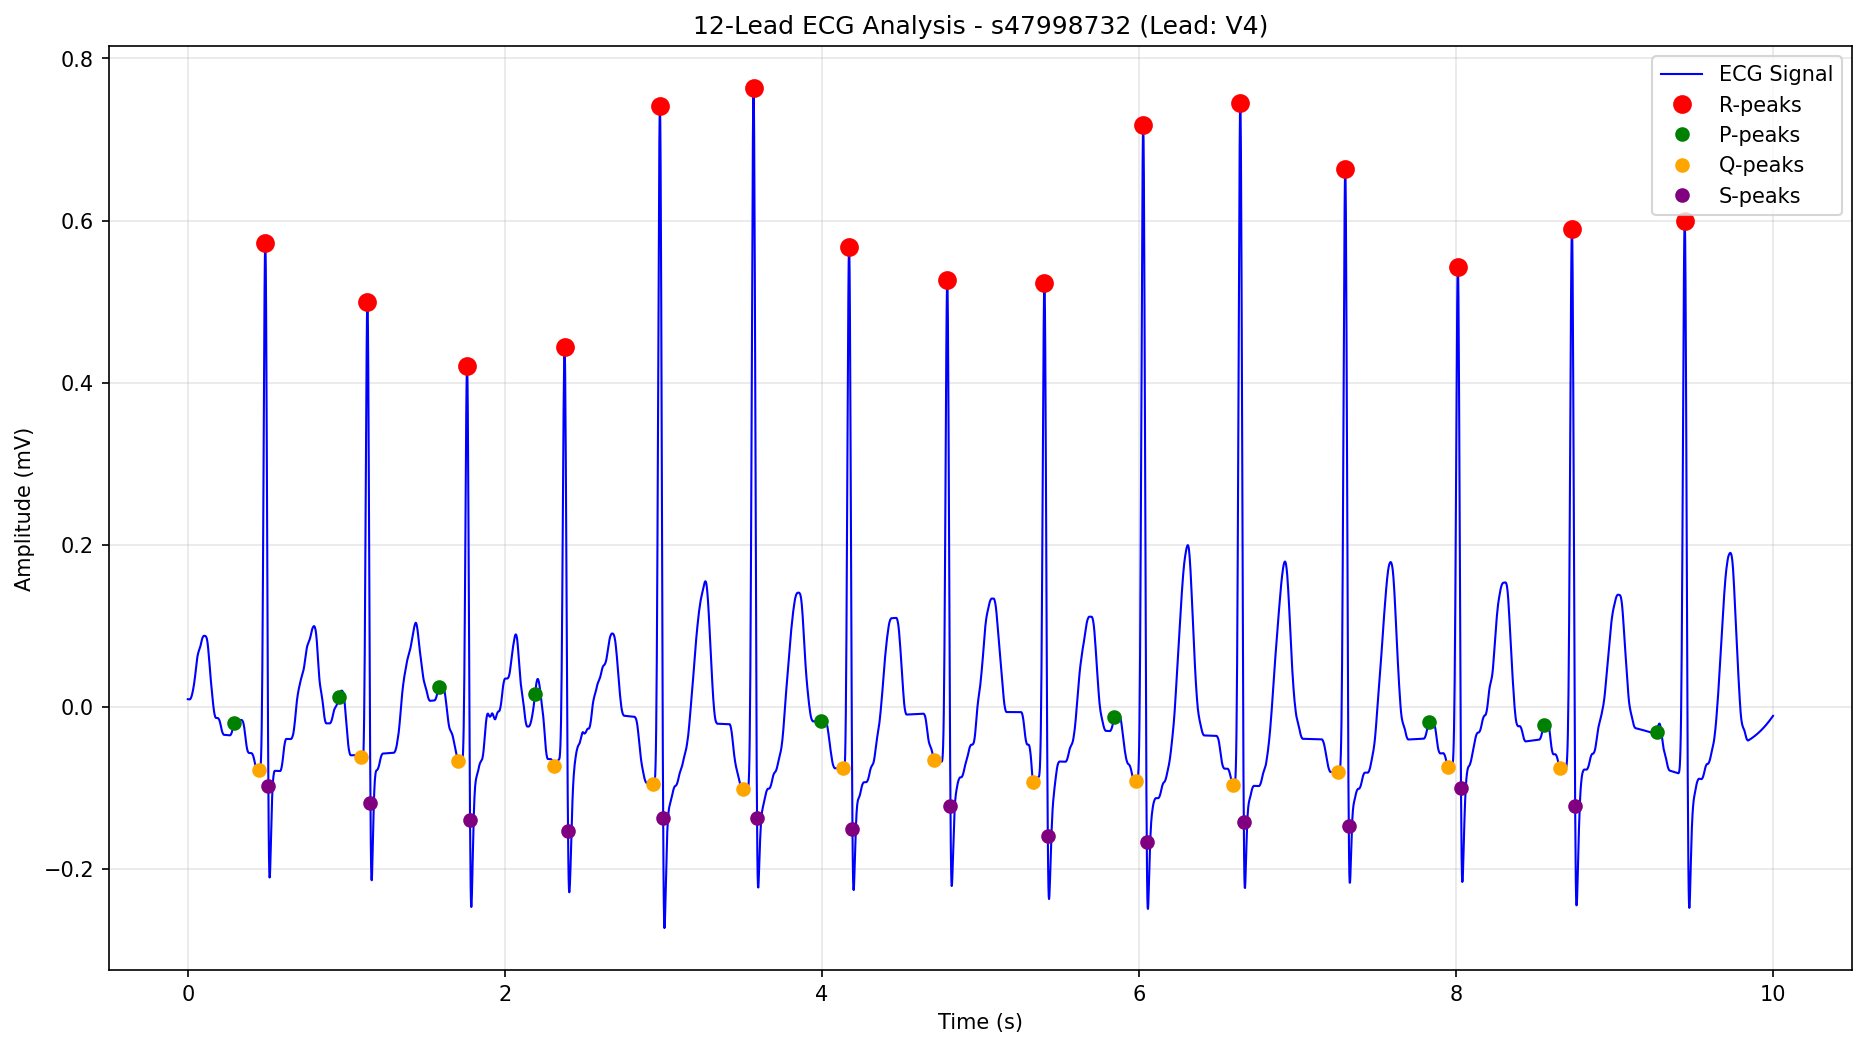 12-Lead ECG Analysis - s47998732 (Lead: V4)
ECG Signal
R-peaks
P-peaks
Q-peaks
S-peaks
Amplitude (mV)
0.8
0.6
0.4
0.2
0.0
−0.2
0 2 4 6 8 10
Time (s)